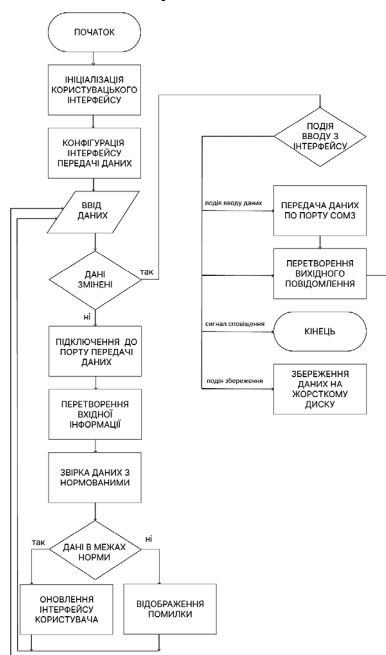 ПОЧАТОК
ІНІЦІАЛІЗАЦІЯ
КОРИСТУВАЦЬКОГО
ІНТЕРФЕЙСУ
КОНФІГУРАЦІЯ
ІНТЕРФЕЙСУ
ПЕРЕДАЧІ ДАНИХ
ВВІД
ДАНИХ
ДАНІ
ЗМІНЕНІ
так
ні
ПІДКЛЮЧЕННЯ ДО
ПОРТУ ПЕРЕДАЧІ
ДАНИХ
ПЕРЕТВОРЕННЯ
ВХІДНОЇ
ІНФОРМАЦІЇ
ЗВІРКА ДАНИХ З
НОРМОВАНИМИ
ДАНІ В МЕЖАХ
НОРМИ
так
ні
ОНОВЛЕННЯ
ІНТЕРФЕЙСУ
КОРИСТУВАЧА
ВІДОБРАЖЕННЯ
ПОМИЛКИ
ПОДІЯ
ВВОДУ З
ІНТЕРФЕЙСУ
подія вводу даних
ПЕРЕДАЧА ДАНИХ
ПО ПОРТУ COM3
ПЕРЕТВОРЕННЯ
ВИХІДНОГО
ПОВІДОМЛЕННЯ
сигнал сповіщення
КІНЕЦЬ
подія збереження
ЗБЕРЕЖЕННЯ
ДАНИХ НА
ЖОРСТКОМУ
ДИСКУ